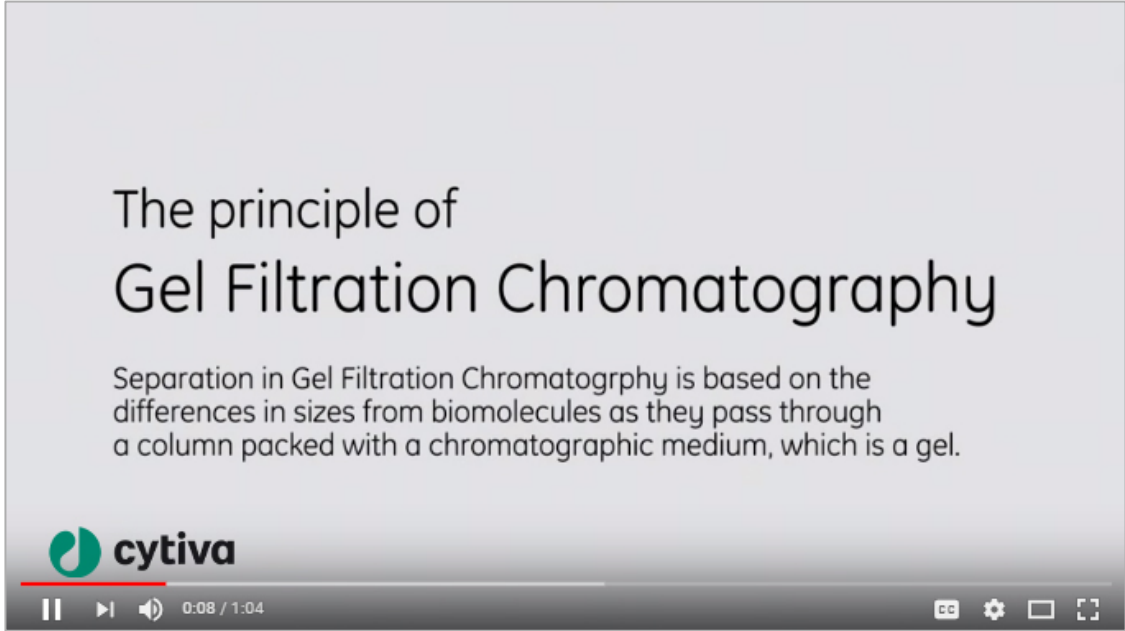 The principle of
Gel Filtration Chromatography
Separation in Gel Filtration Chromatogrphy is based on the
differences in sizes from biomolecules as they pass through
a column packed with a chromatographic medium, which is a gel.
cytiva
0:08 / 1:04
CC